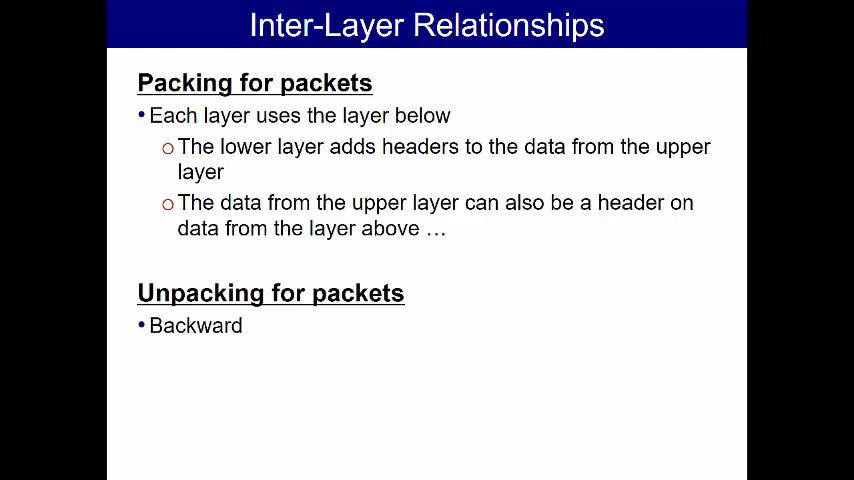 Inter-Layer Relationships
Packing for packets
•Each layer uses the layer below
○The lower layer adds headers to the data from the upper
layer
○The data from the upper layer can also be a header on
data from the layer above …
Unpacking for packets
•Backward